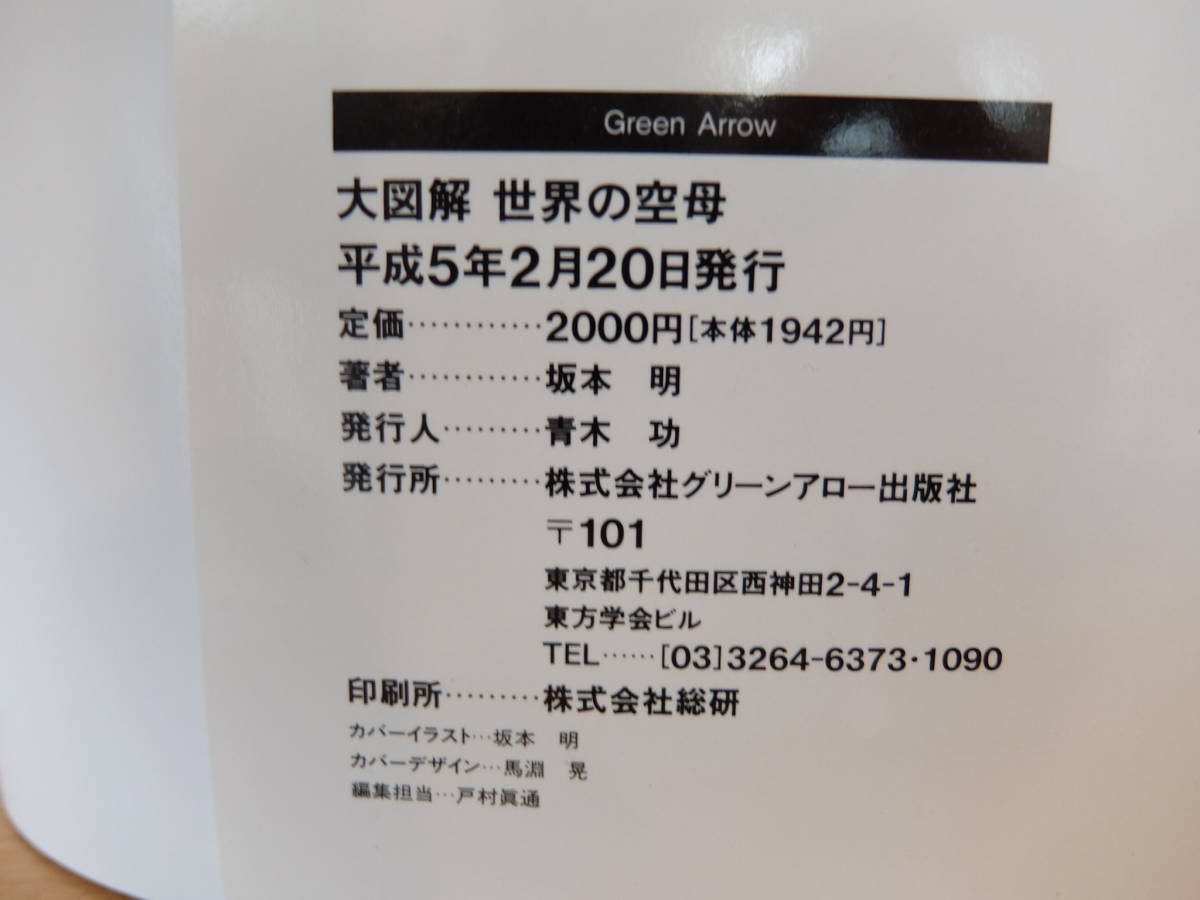 Green Arrow
大図解 世界の空母
平成5年2月20日発行
定価…………2000円[本体1942円]
著者…………坂本　明
発行人………青木　功
発行所………株式会社グリーンアロー出版社
〒101
東京都千代田区西神田2-4-1
東方学会ビル
TEL……[03]3264-6373・1090
印刷所………株式会社総研
カバーイラスト…坂本　明
カバーデザイン…馬淵　晃
編集担当…戸村眞通